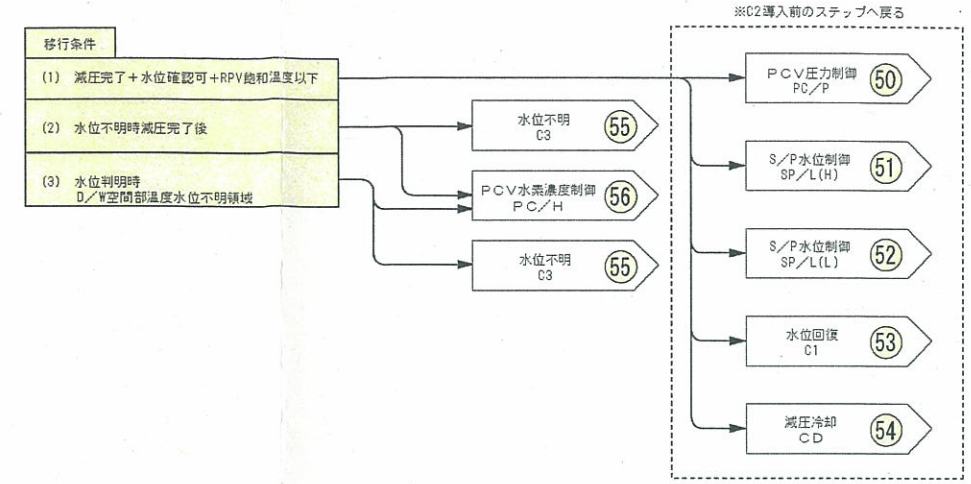 ※C2導入前のステップへ戻る
移行条件
(1) 減圧完了+水位確認可+RPV飽和温度以下
(2) 水位不明時減圧完了後
(3) 水位判明時
D/W空間部温度水位不明領域
水位不明
C3
55
PCV水素濃度制御
PC/H
56
水位不明
C3
55
PCV圧力制御
PC/P
50
S/P水位制御
SP/L(H)
51
S/P水位制御
SP/L(L)
52
水位回復
C1
53
減圧冷却
CD
54